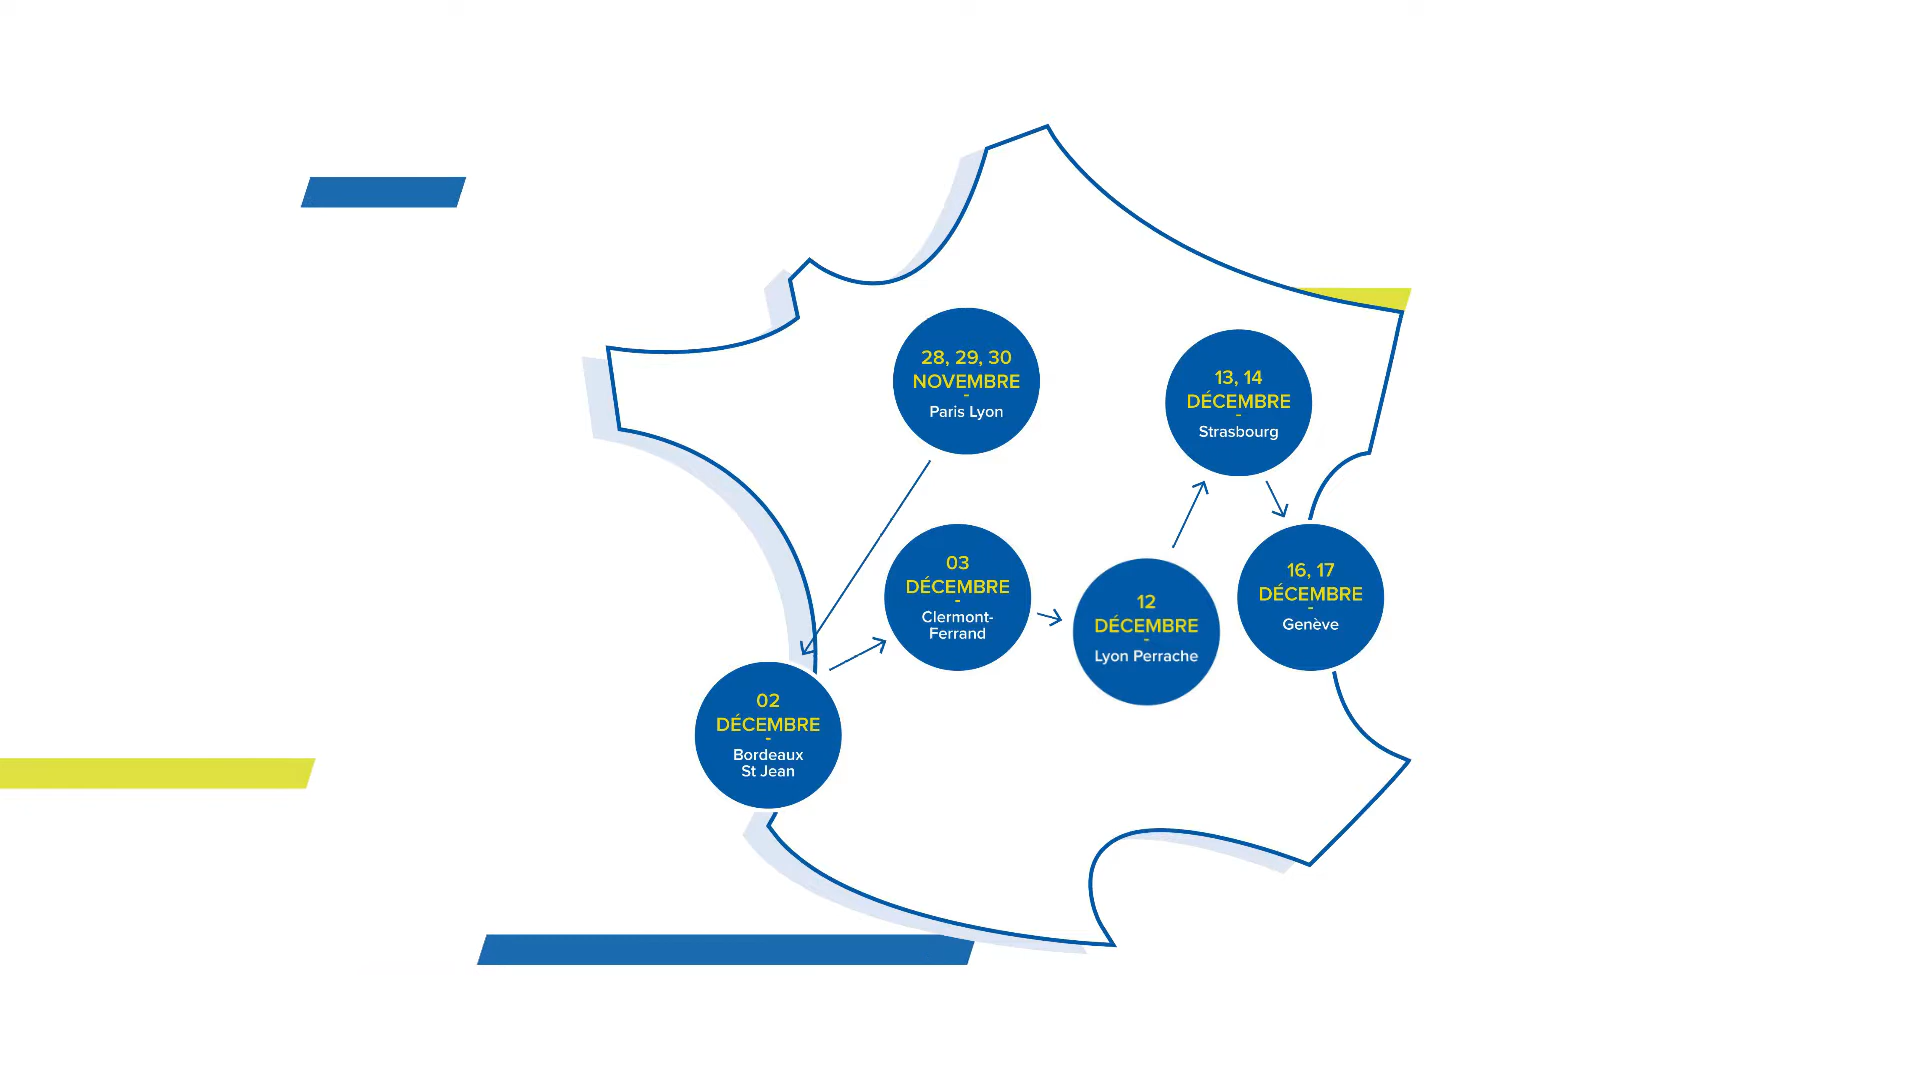 28, 29, 30
NOVEMBRE
-
Paris Lyon
13, 14
DÉCEMBRE
-
Strasbourg
03
DÉCEMBRE
-
Clermont-
Ferrand
12
DÉCEMBRE
-
Lyon Perrache
16, 17
DÉCEMBRE
-
Genève
02
DÉCEMBRE
-
Bordeaux
St Jean